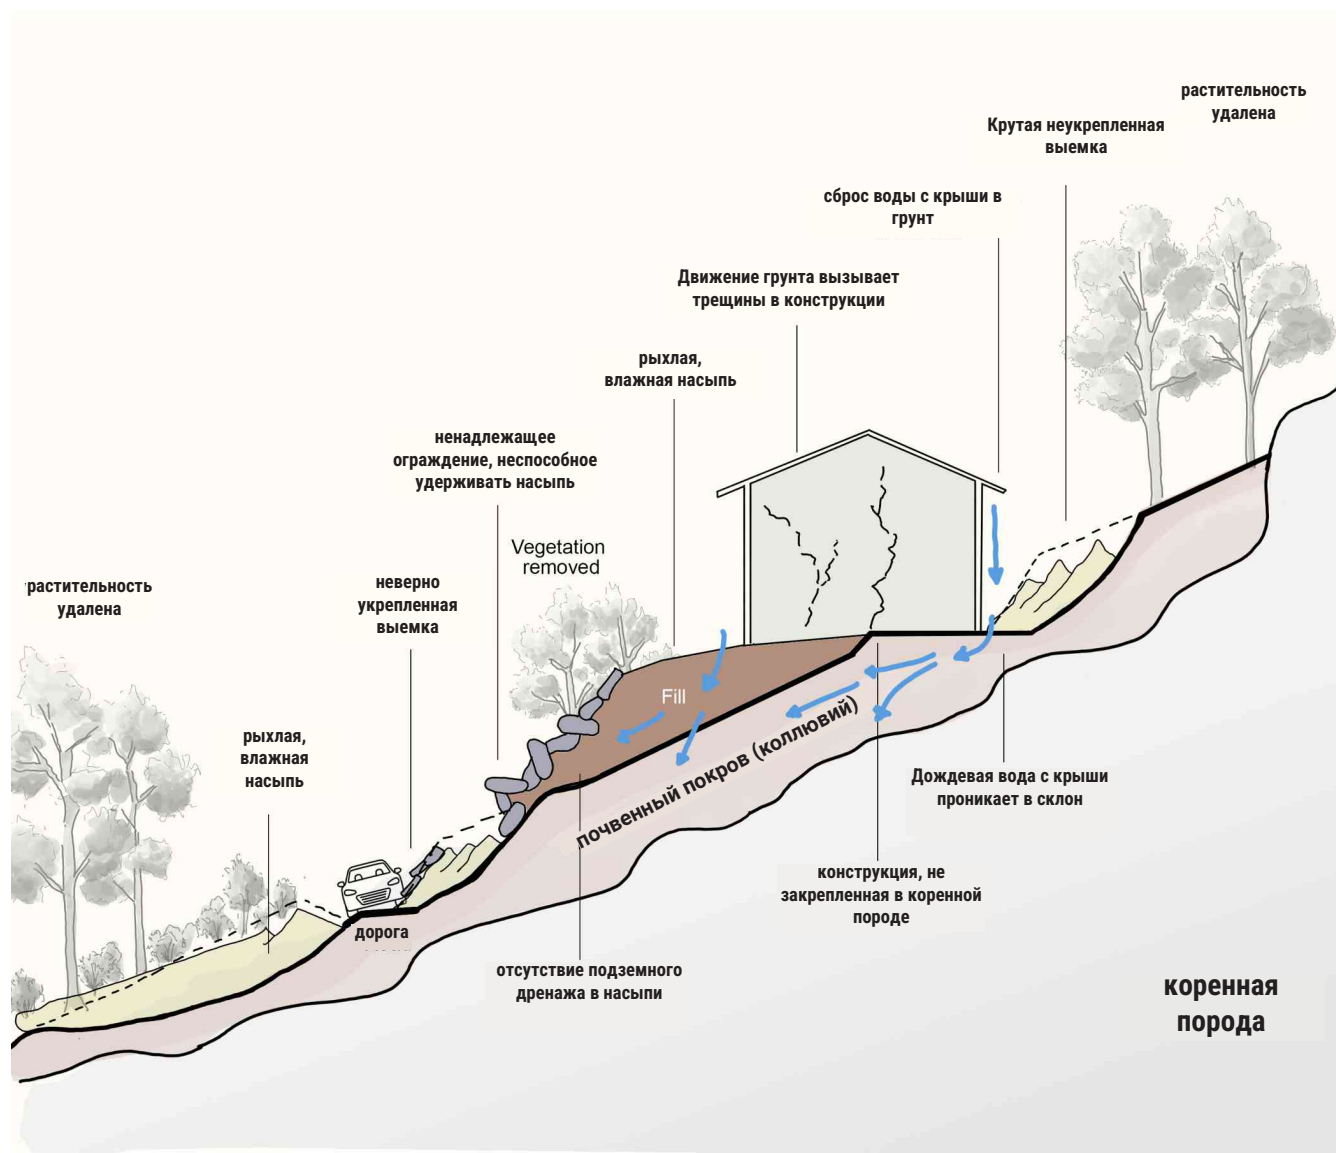 растительность
удалена
Крутая неукрепленная
выемка
сброс воды с крыши в
грунт
Движение грунта вызывает
трещины в конструкции
рыхлая,
влажная насыпь
ненадлежащее
ограждение, неспособное
удерживать насыпь
Vegetation
removed
растительность
удалена
неверно
укрепленная
выемка
Fill
рыхлая,
влажная
насыпь
почвенный покров (коллювий)
Дождевая вода с крыши
проникает в склон
конструкция, не
закрепленная в коренной
породе
дорога
отсутствие подземного
дренажа в насыпи
коренная
порода